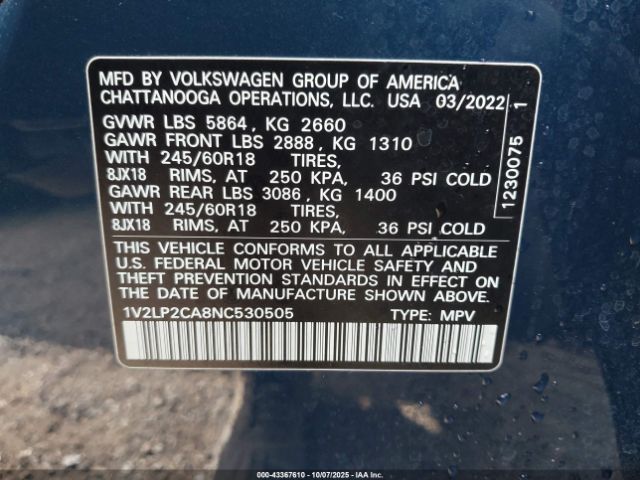 MFD BY VOLKSWAGEN GROUP OF AMERICA
CHATTANOOGA OPERATIONS, LLC. USA 03/2022
GVWR LBS 5864, KG 2660
GAWR FRONT LBS 2888, KG 1310
WITH 245/60R18 TIRES,
8JX18 RIMS, AT 250 KPA, 36 PSI COLD
GAWR REAR LBS 3086, KG 1400
WITH 245/60R18 TIRES,
8JX18 RIMS, AT 250 KPA, 36 PSI COLD
THIS VEHICLE CONFORMS TO ALL APPLICABLE
U.S. FEDERAL MOTOR VEHICLE SAFETY AND
THEFT PREVENTION STANDARDS IN EFFECT ON
THE DATE OF MANUFACTURE SHOWN ABOVE.
1V2LP2CA8NC530505 TYPE: MPV
1230075 1
000-43367610 - 10/07/2025 - IAA Inc.